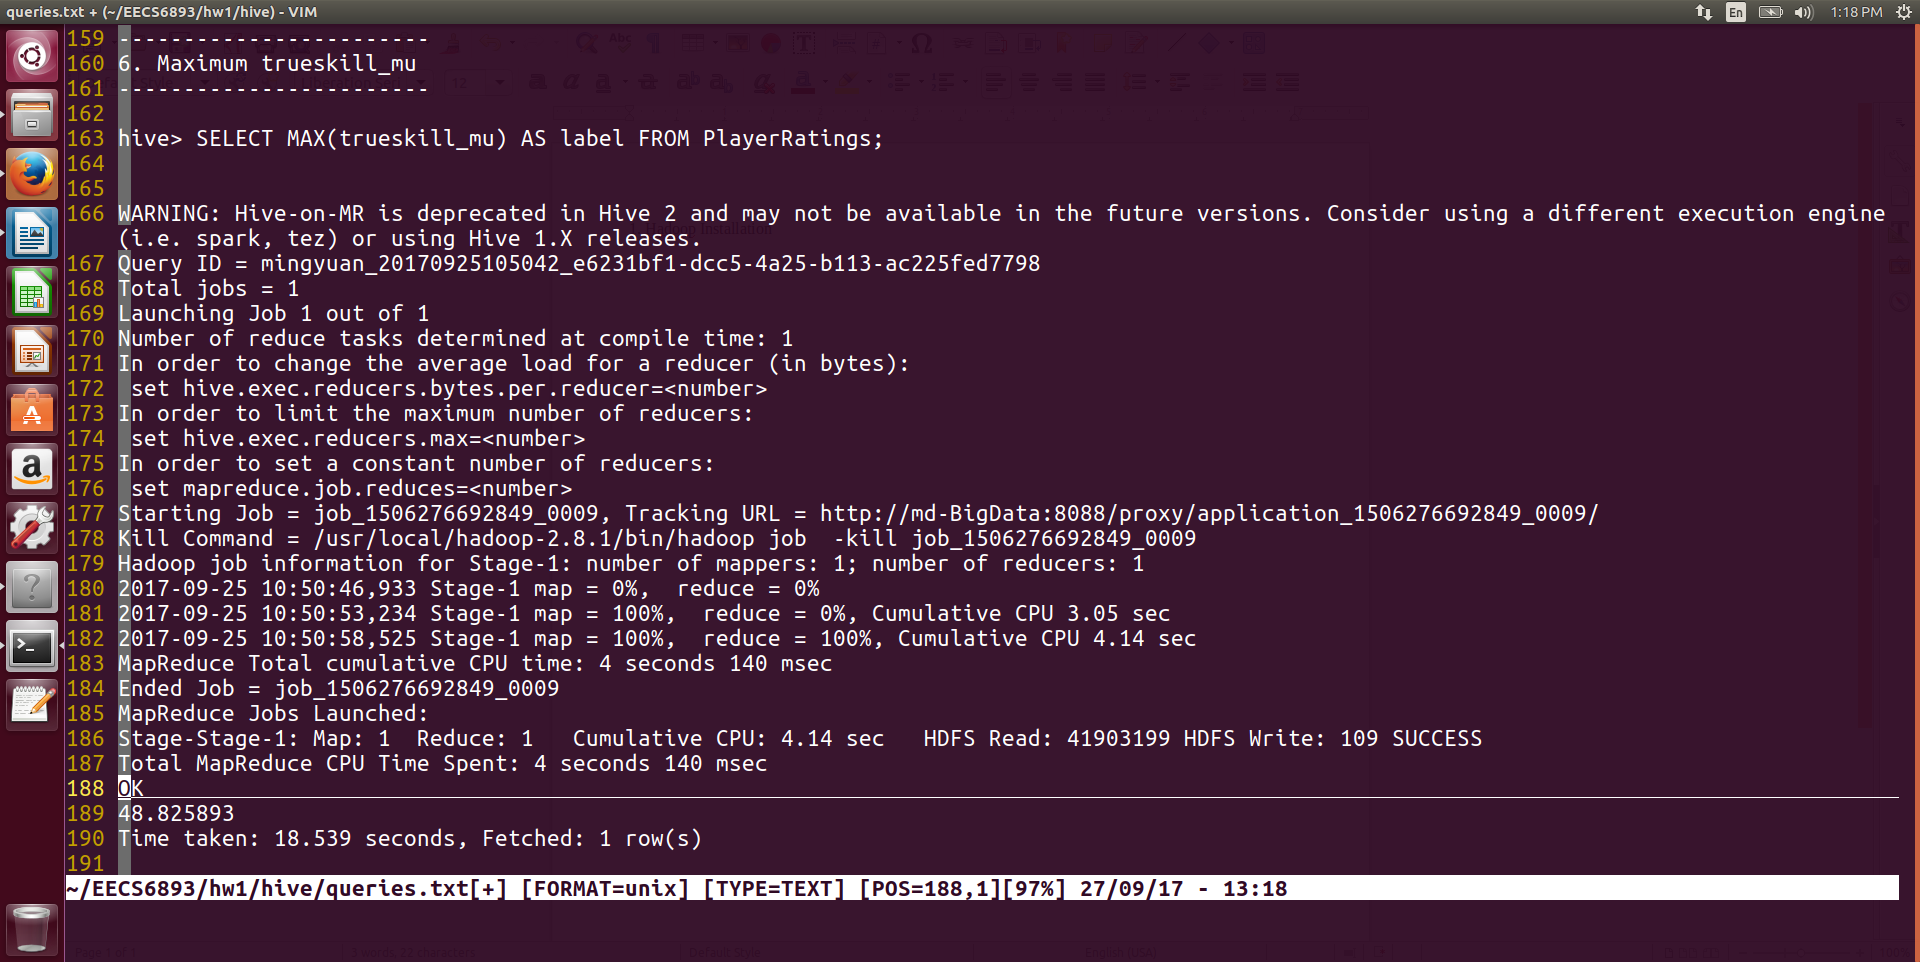 queries.txt + (~/EECS6893/hw1/hive) - VIM
En
1:18 PM
159 ------------------------
160 6. Maximum trueskill_mu
161 ------------------------
162
163 hive> SELECT MAX(trueskill_mu) AS label FROM PlayerRatings;
164
165
166 WARNING: Hive-on-MR is deprecated in Hive 2 and may not be available in the future versions. Consider using a different execution engine
(i.e. spark, tez) or using Hive 1.X releases.
Hadoop Installation
167 Query ID = mingyuan_20170925105042_e6231bf1-dcc5-4a25-b113-ac225fed7798
168 Total jobs = 1
169 Launching Job 1 out of 1
170 Number of reduce tasks determined at compile time: 1
171 In order to change the average load for a reducer (in bytes):
172  set hive.exec.reducers.bytes.per.reducer=<number>
173 In order to limit the maximum number of reducers:
174  set hive.exec.reducers.max=<number>
175 In order to set a constant number of reducers:
176  set mapreduce.job.reduces=<number>
177 Starting Job = job_1506276692849_0009, Tracking URL = http://md-BigData:8088/proxy/application_1506276692849_0009/
178 Kill Command = /usr/local/hadoop-2.8.1/bin/hadoop job  -kill job_1506276692849_0009
179 Hadoop job information for Stage-1: number of mappers: 1; number of reducers: 1
180 2017-09-25 10:50:46,933 Stage-1 map = 0%,  reduce = 0%
181 2017-09-25 10:50:53,234 Stage-1 map = 100%,  reduce = 0%, Cumulative CPU 3.05 sec
182 2017-09-25 10:50:58,525 Stage-1 map = 100%,  reduce = 100%, Cumulative CPU 4.14 sec
183 MapReduce Total cumulative CPU time: 4 seconds 140 msec
184 Ended Job = job_1506276692849_0009
185 MapReduce Jobs Launched:
186 Stage-Stage-1: Map: 1  Reduce: 1   Cumulative CPU: 4.14 sec   HDFS Read: 41903199 HDFS Write: 109 SUCCESS
187 Total MapReduce CPU Time Spent: 4 seconds 140 msec
188 OK
189 48.825893
190 Time taken: 18.539 seconds, Fetched: 1 row(s)
191
~/EECS6893/hw1/hive/queries.txt[+] [FORMAT=unix] [TYPE=TEXT] [POS=188,1][97%] 27/09/17 - 13:18